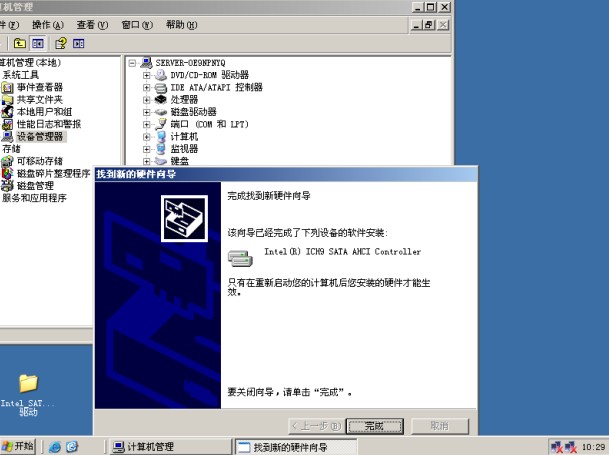 算机管理
件(F) 操作(A) 查看(V) 窗口(W) 帮助(H)
算机管理(本地)
系统工具
事件查看器
共享文件夹
本地用户和组
性能日志和警报
设备管理器
存储
可移动存储
磁盘碎片整理程序
磁盘管理
服务和应用程序
SERVER-OE9NPNYQ
DVD/CD-ROM 驱动器
IDE ATA/ATAPI 控制器
处理器
磁盘驱动器
端口 (COM 和 LPT)
计算机
监视器
键盘
找到新的硬件向导
完成找到新硬件向导
该向导已经完成了下列设备的软件安装:
Intel(R) ICH9 SATA AHCI Controller
只有在重新启动您的计算机后您安装的硬件才能生
效。
要关闭向导，请单击“完成”。
< 上一步(B) 完成 取消
Intel SAT...
驱动
开始 计算机管理 找到新的硬件向导 10:29